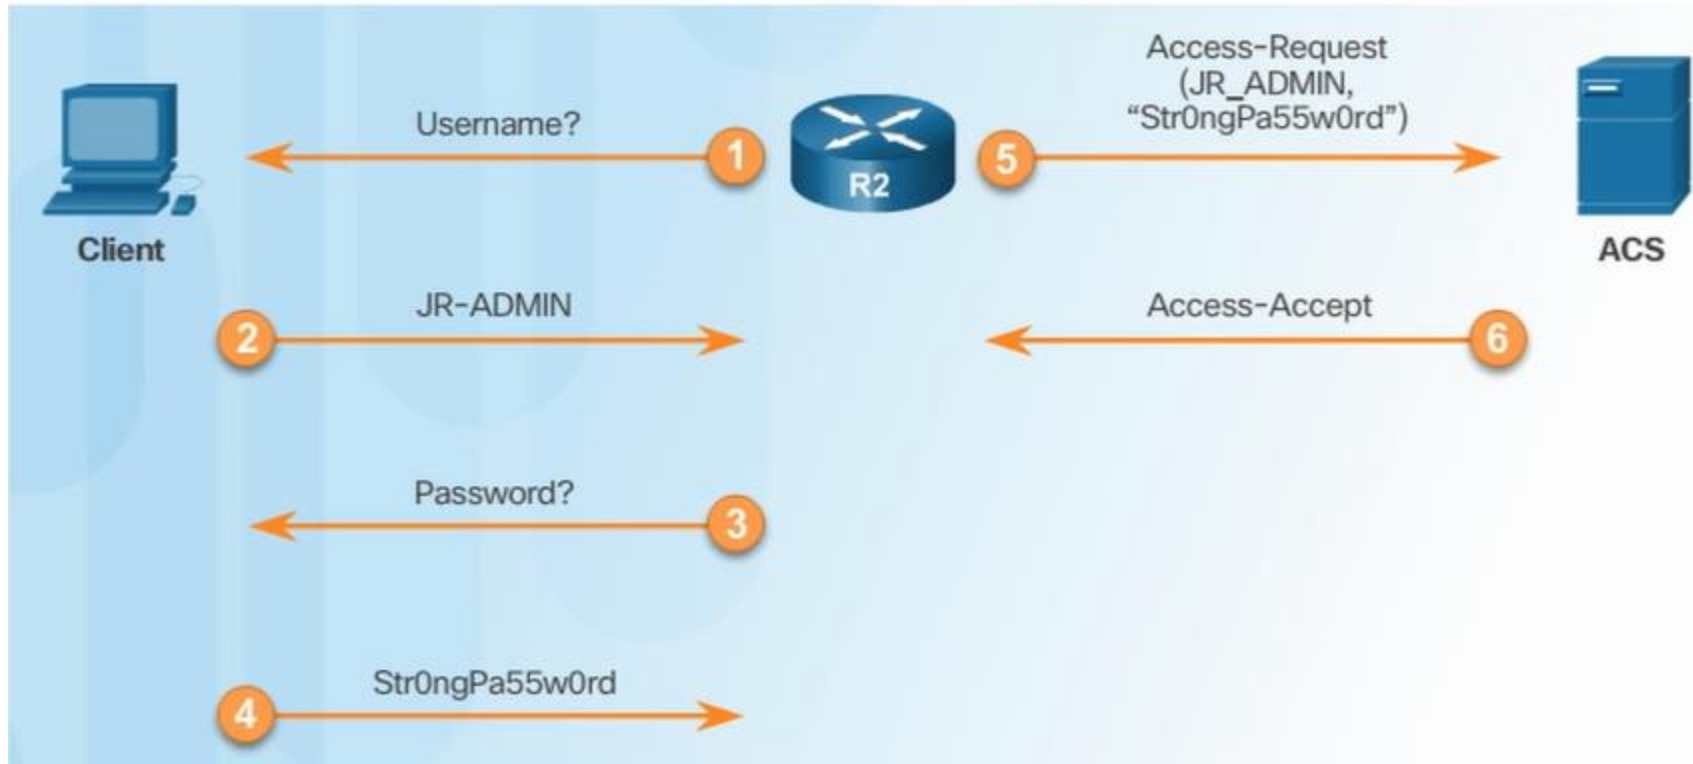 Username?
1
R2
5
Access-Request
(JR_ADMIN,
“Str0ngPa55w0rd”)
Client
ACS
2
JR-ADMIN
Access-Accept
6
Password?
3
4
Str0ngPa55w0rd